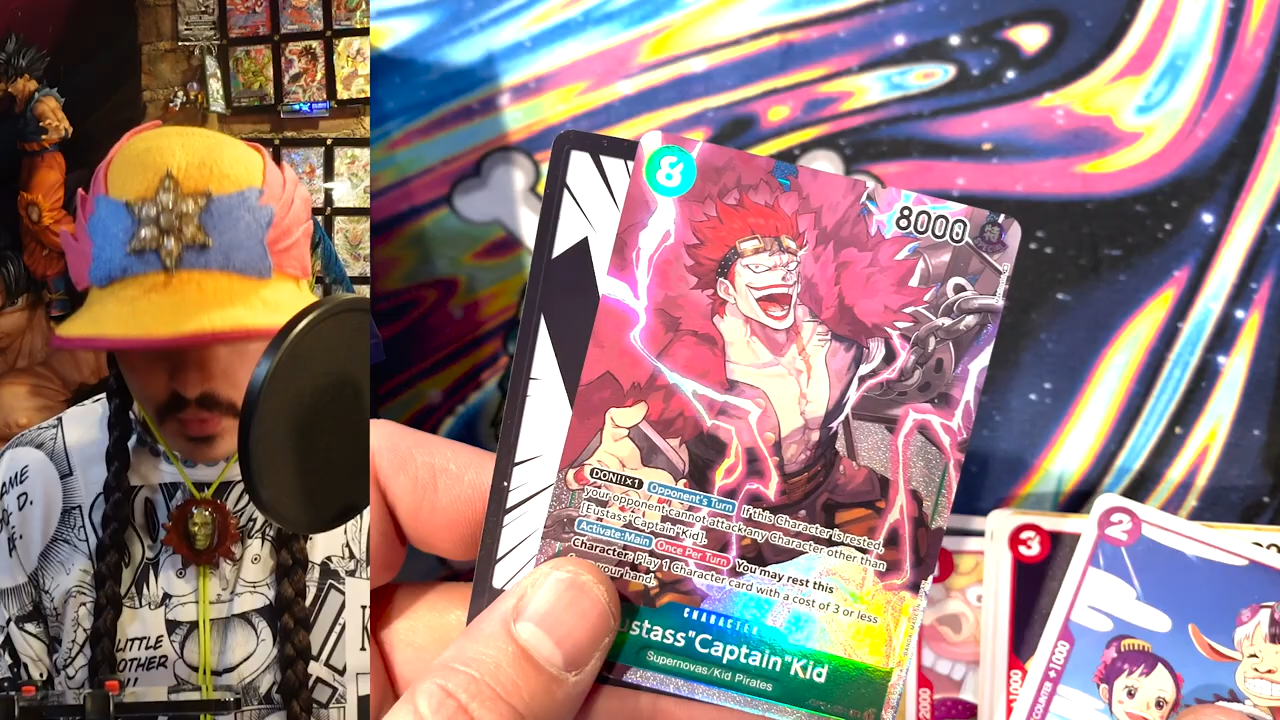 8
8000
DON!!×1 Opponent's Turn If this Character is rested,
your opponent cannot attack any Character other than
[Eustass"Captain"Kid].
Activate:Main Once Per Turn You may rest this
Character: Play 1 Character card with a cost of 3 or less
your hand.
CHARACTER
ustass"Captain"Kid
Supernovas/Kid Pirates
3
2
2000
+1000
COUNTER +1000
LITTLE
OTHER